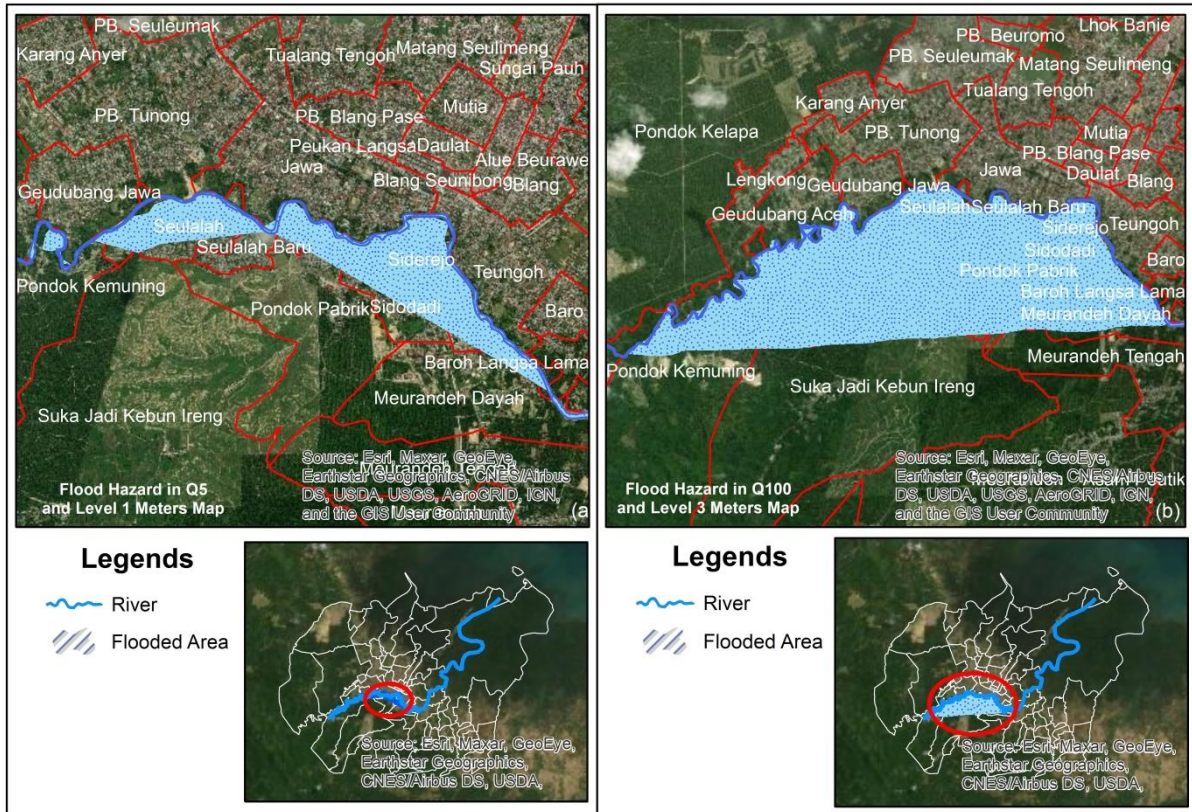 PB. Seuleumak
Karang Anyer
Tualang Tengoh
Matang Seulimeng
Sungai Pauh
PB. Tunong
Mutia
PB. Blang Pase
Peukan Langsa
Daulat
Jawa
Alue Beurawe
Blang Seunibong
Blang
Geudubang Jawa
Seulalah
Seulalah Baru
Siderejo
Teungoh
Pondok Kemuning
Pondok Pabrik
Sidodadi
Baro
Baroh Langsa Lama
Meurandeh Dayah
Suka Jadi Kebun Ireng
Meurandeh Tengah
Source: Esri, Maxar, GeoEye,
Earthstar Geographics, CNES/Airbus
DS, USDA, USGS, AeroGRID, IGN,
and the GIS User Community
Flood Hazard in Q5
and Level 1 Meters Map
(a)
Legends
River
Flooded Area
Source: Esri, Maxar, GeoEye,
Earthstar Geographics,
CNES/Airbus DS, USDA,
Lhok Banie
PB. Beuromo
PB. Seuleumak
Matang Seulimeng
Tualang Tengoh
Karang Anyer
Pondok Kelapa
PB. Tunong
Mutia
PB. Blang Pase
Jawa
Daulat
Blang
Lengkong
Geudubang Jawa
Geudubang Aceh
Seulalah
Seulalah Baru
Teungoh
Siderejo
Sidodadi
Baro
Pondok Pabrik
Baroh Langsa Lama
Meurandeh Dayah
Meurandeh Tengah
Pondok Kemuning
Suka Jadi Kebun Ireng
Source: Esri, Maxar, GeoEye,
Earthstar Geographics, CNES/Airbus
DS, USDA, USGS, AeroGRID, IGN,
and the GIS User Community
Flood Hazard in Q100
and Level 3 Meters Map
(b)
Legends
River
Flooded Area
Source: Esri, Maxar, GeoEye,
Earthstar Geographics,
CNES/Airbus DS, USDA,